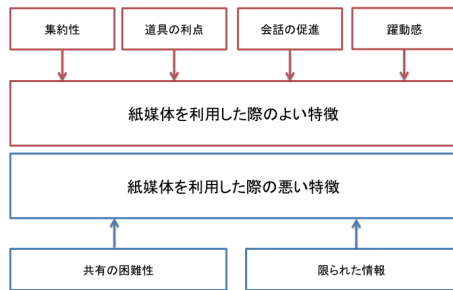 集約性
道具の利点
会話の促進
躍動感
紙媒体を利用した際のよい特徴
紙媒体を利用した際の悪い特徴
共有の困難性
限られた情報